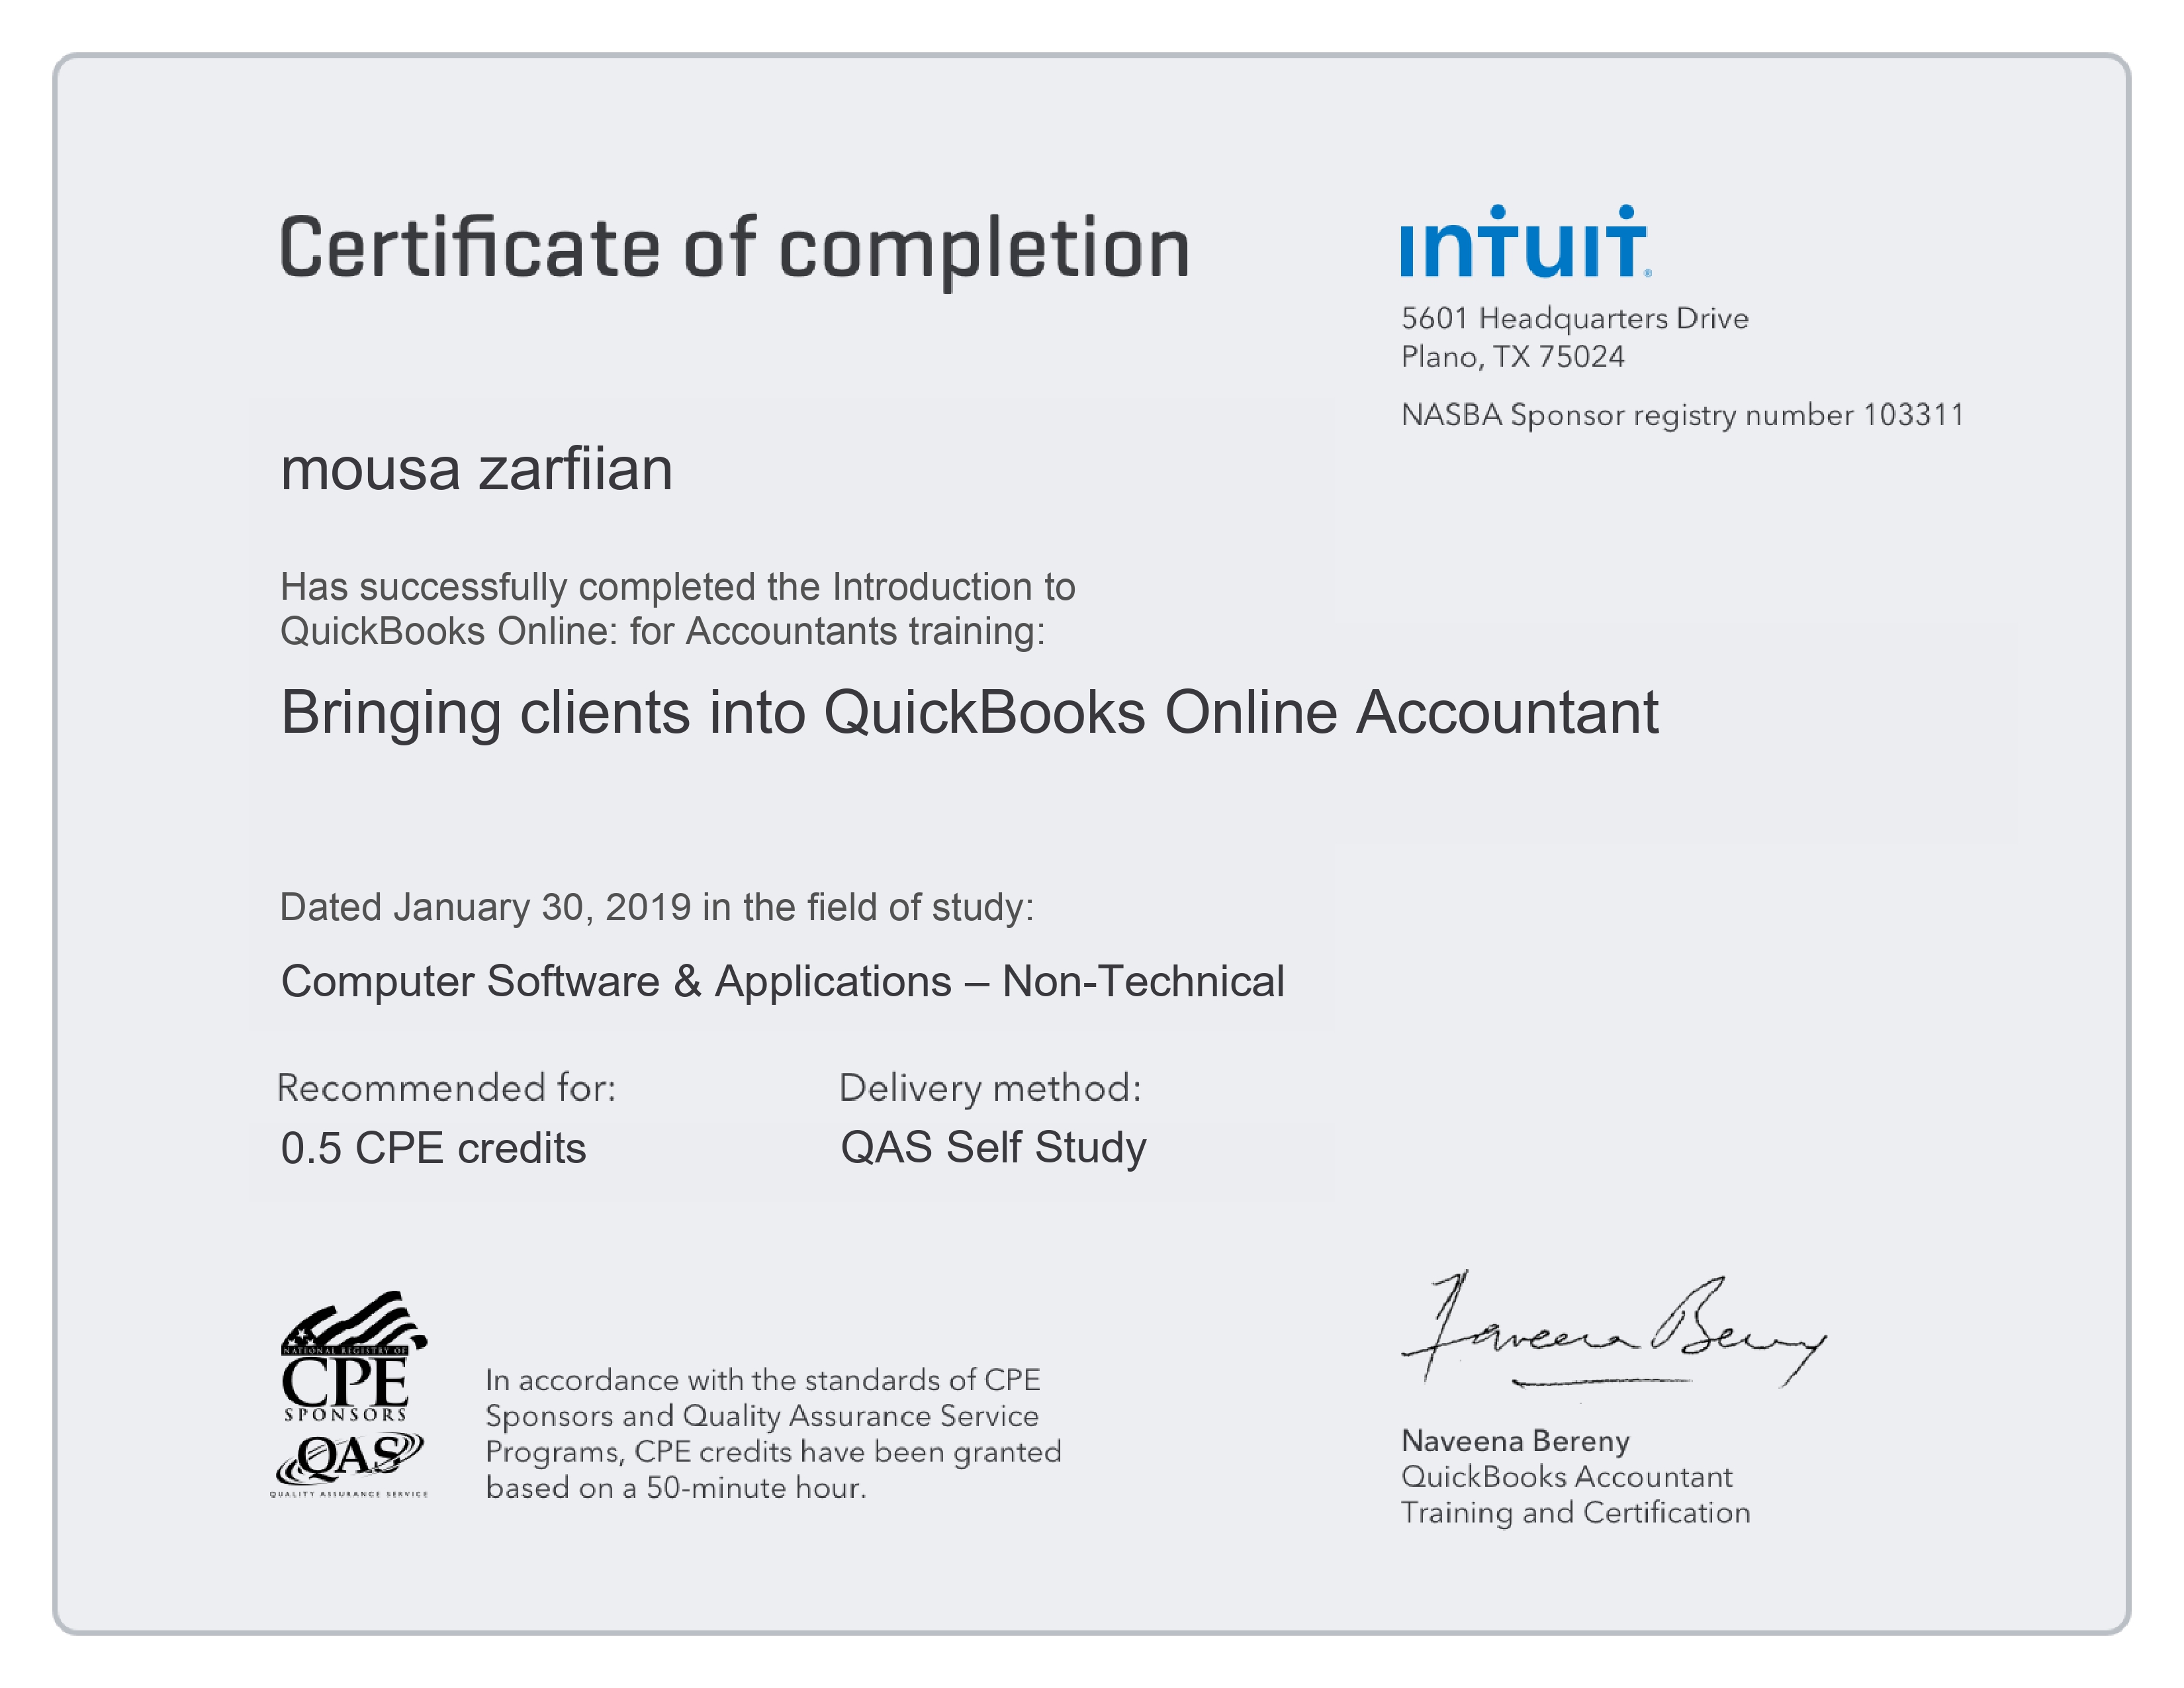 Certificate of completion
intuit®
5601 Headquarters Drive
Plano, TX 75024
NASBA Sponsor registry number 103311
mousa zarfiian
Has successfully completed the Introduction to
QuickBooks Online: for Accountants training:
Bringing clients into QuickBooks Online Accountant
Dated January 30, 2019 in the field of study:
Computer Software & Applications – Non-Technical
Recommended for:
0.5 CPE credits
Delivery method:
QAS Self Study
NATIONAL REGISTRY OF
CPE
SPONSORS
QAS
QUALITY ASSURANCE SERVICE
In accordance with the standards of CPE
Sponsors and Quality Assurance Service
Programs, CPE credits have been granted
based on a 50-minute hour.
Naveena Bereny
Naveena Bereny
QuickBooks Accountant
Training and Certification